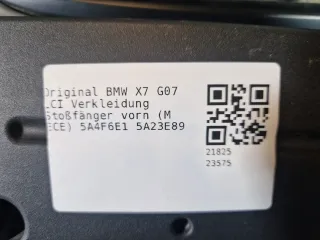 Original BMW X7 G07
LCI Verkleidung
Stoßfänger vorn (M
ECE) 5A4F6E1 5A23E89
21825
23575